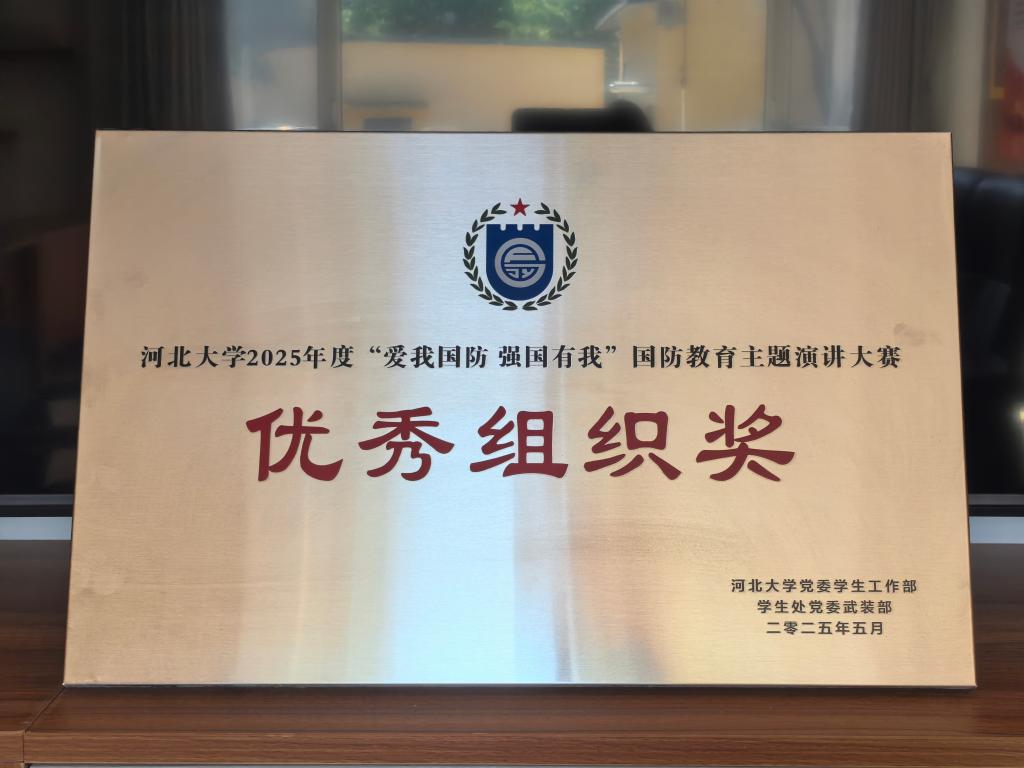 河北大学2025年度“爱我国防 强国有我”国防教育主题演讲大赛
优秀组织奖
河北大学党委学生工作部
学生处党委武装部
二零二五年五月